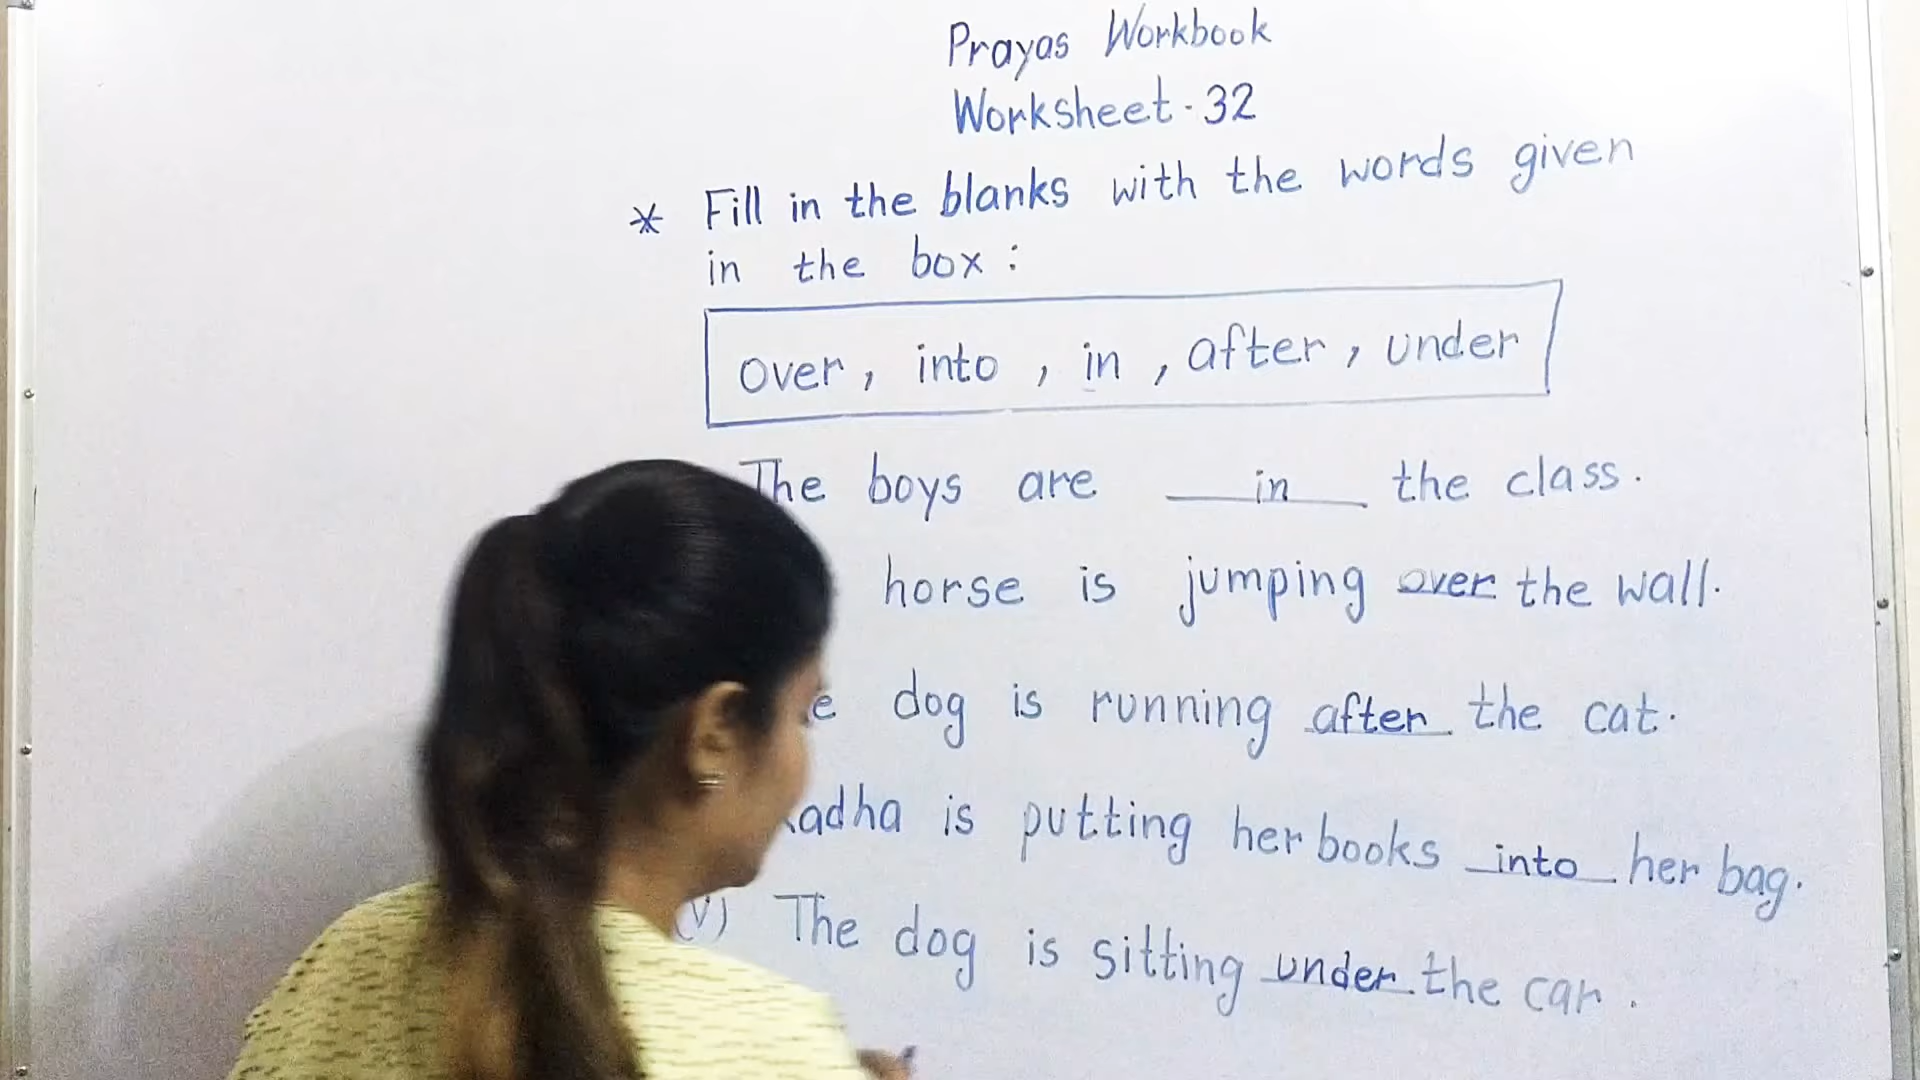 Prayas Workbook
Worksheet-32
* Fill in the blanks with the words given
in the box:
over, into, in, after, under
The boys are in the class.
horse is jumping over the wall.
dog is running after the cat.
is putting her books into her bag.
(V) The dog is sitting under the car.